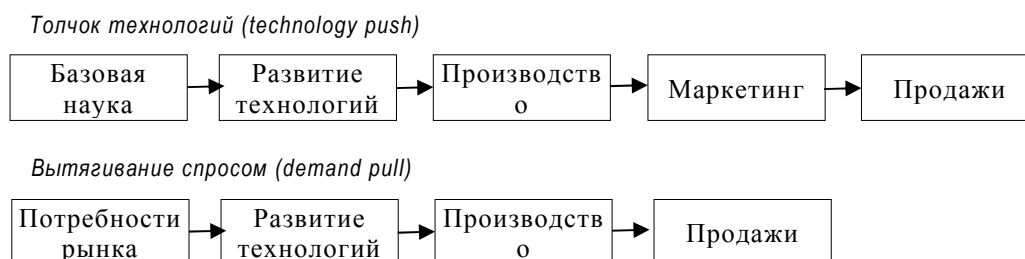 Толчок технологий (technology push)
Базовая
наука
Развитие
технологий
Производств
о
Маркетинг
Продажи
Вытягивание спросом (demand pull)
Потребности
рынка
Развитие
технологий
Производств
о
Продажи